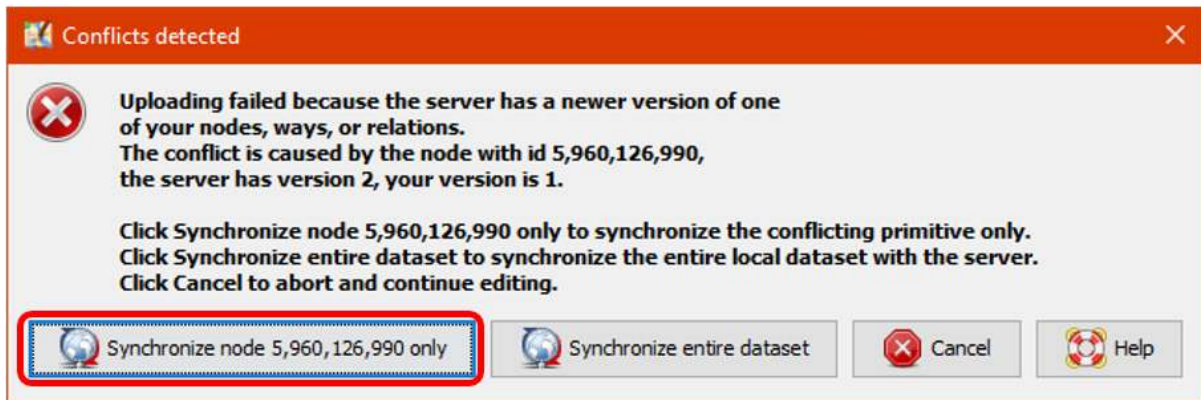 Conflicts detected
Uploading failed because the server has a newer version of one
of your nodes, ways, or relations.
The conflict is caused by the node with id 5,960,126,990,
the server has version 2, your version is 1.
Click Synchronize node 5,960,126,990 only to synchronize the conflicting primitive only.
Click Synchronize entire dataset to synchronize the entire local dataset with the server.
Click Cancel to abort and continue editing.
Synchronize node 5,960,126,990 only
Synchronize entire dataset
Cancel
Help